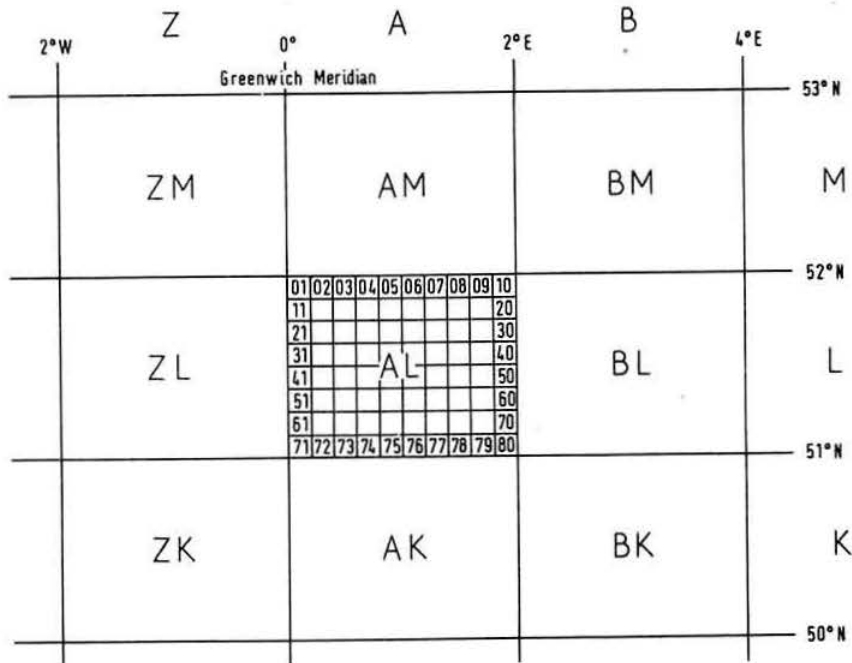 Z A B
2°W 0° 2°E 4°E
Greenwich Meridian
53°N
ZM AM BM M
52°N
01 02 03 04 05 06 07 08 09 10
11 20
21 30
31 40
ZL AL BL L
41 50
51 60
61 70
71 72 73 74 75 76 77 78 79 80
51°N
ZK AK BK K
50°N